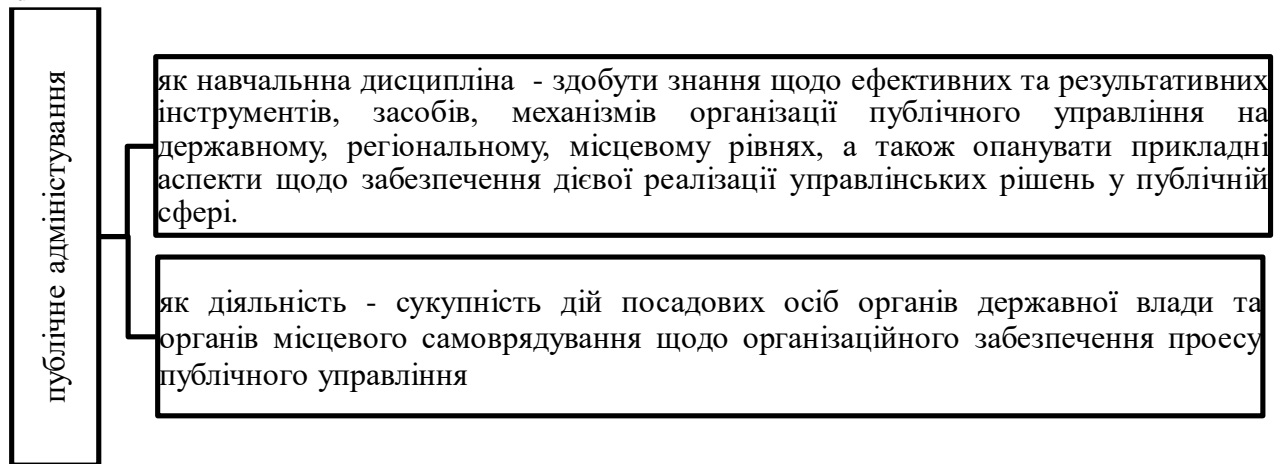 публічне адміністування
як навчальнна дисципліна - здобути знання щодо ефективних та результативних
інструментів, засобів, механізмів організації публічного управління на
державному, регіональному, місцевому рівнях, а також опанувати прикладні
аспекти щодо забезпечення дієвої реалізації управлінських рішень у публічній
сфері.
як діяльність - сукупність дій посадових осіб органів державної влади та
органів місцевого самоврядування щодо організаційного забезпечення проесу
публічного управління